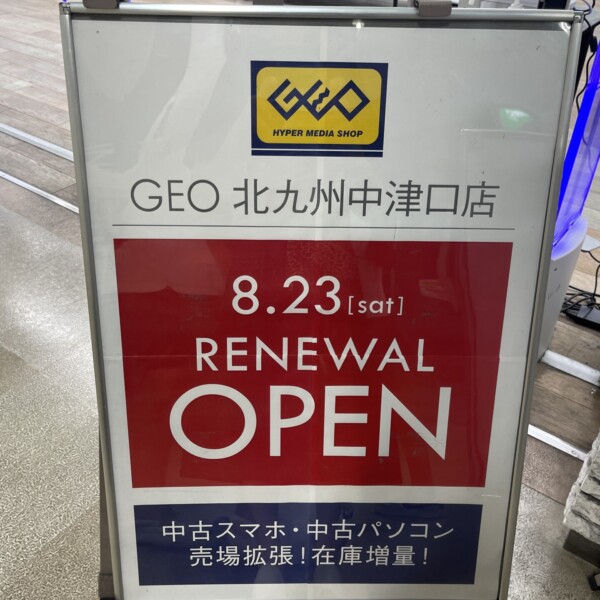 GEO
HYPER MEDIA SHOP
GEO 北九州中津口店
8.23[sat]
RENEWAL
OPEN
中古スマホ・中古パソコン
売場拡張!在庫増量!